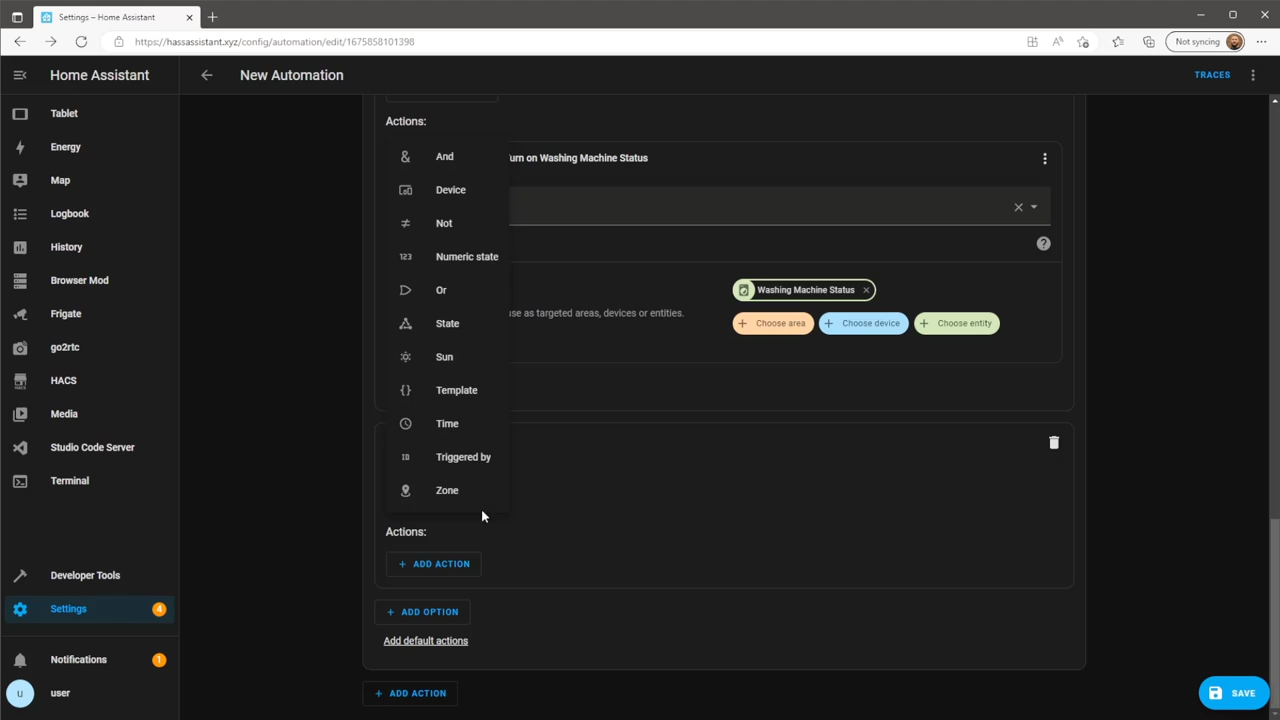 Settings – Home Assistant
https://hassassistant.xyz/config/automation/edit/1675858101398
Not syncing
Home Assistant
New Automation
TRACES
Tablet
Energy
Map
Logbook
History
Browser Mod
Frigate
go2rtc
HACS
Media
Studio Code Server
Terminal
Developer Tools
Settings
4
Notifications
1
u
user
Actions:
Turn on Washing Machine Status
And
Device
Not
Numeric state
Or
State
Sun
Template
Time
Triggered by
Zone
use as targeted areas, devices or entities.
Washing Machine Status
Choose area
Choose device
Choose entity
Actions:
+ ADD ACTION
+ ADD OPTION
Add default actions
+ ADD ACTION
SAVE